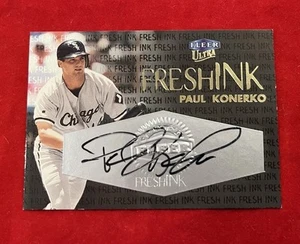 FLEER
ULTRA
FRESH INK
PAUL KONERKO
Chicago
FRESH INK